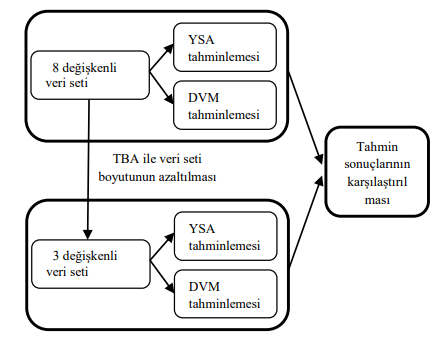 YSA
tahminlemesi
8 değişkenli
veri seti
DVM
tahminlemesi
TBA ile veri seti
boyutunun azaltılması
Tahmin
sonuçlarının
karşılaştırıl
ması
YSA
tahminlemesi
3 değişkenli
veri seti
DVM
tahminlemesi